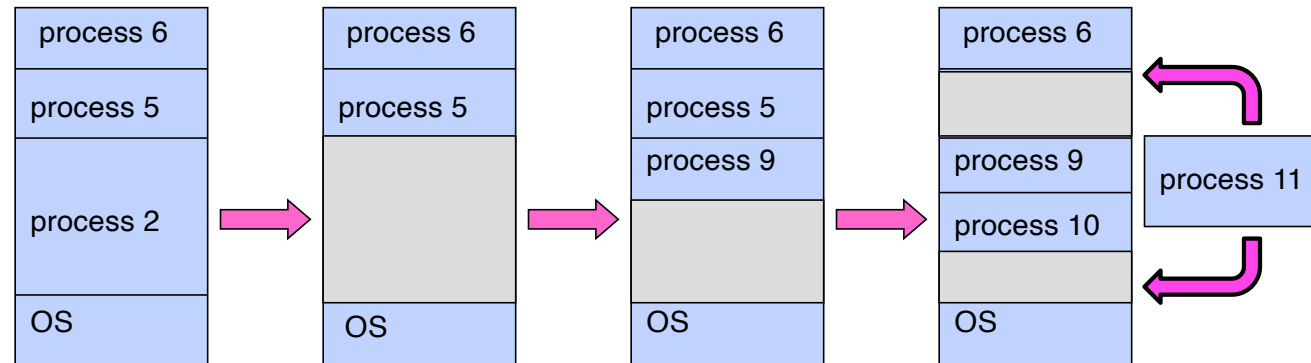 process 6
process 5
process 2
OS
process 6
process 5
OS
process 6
process 5
process 9
OS
process 6
process 9
process 10
OS
process 11